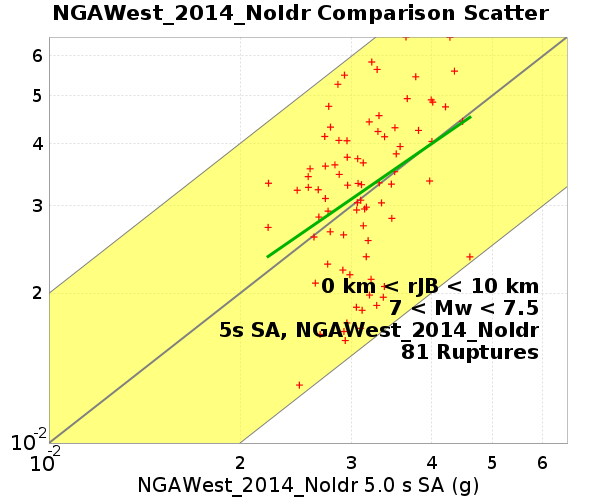 NGAWest_2014_NoIdr Comparison Scatter
6
5
4
3
2
10-2
0 km < rJB < 10 km
7 < Mw < 7.5
5s SA, NGAWest_2014_NoIdr
81 Ruptures
10-2
2
3
4
5
6
NGAWest_2014_NoIdr 5.0 s SA (g)